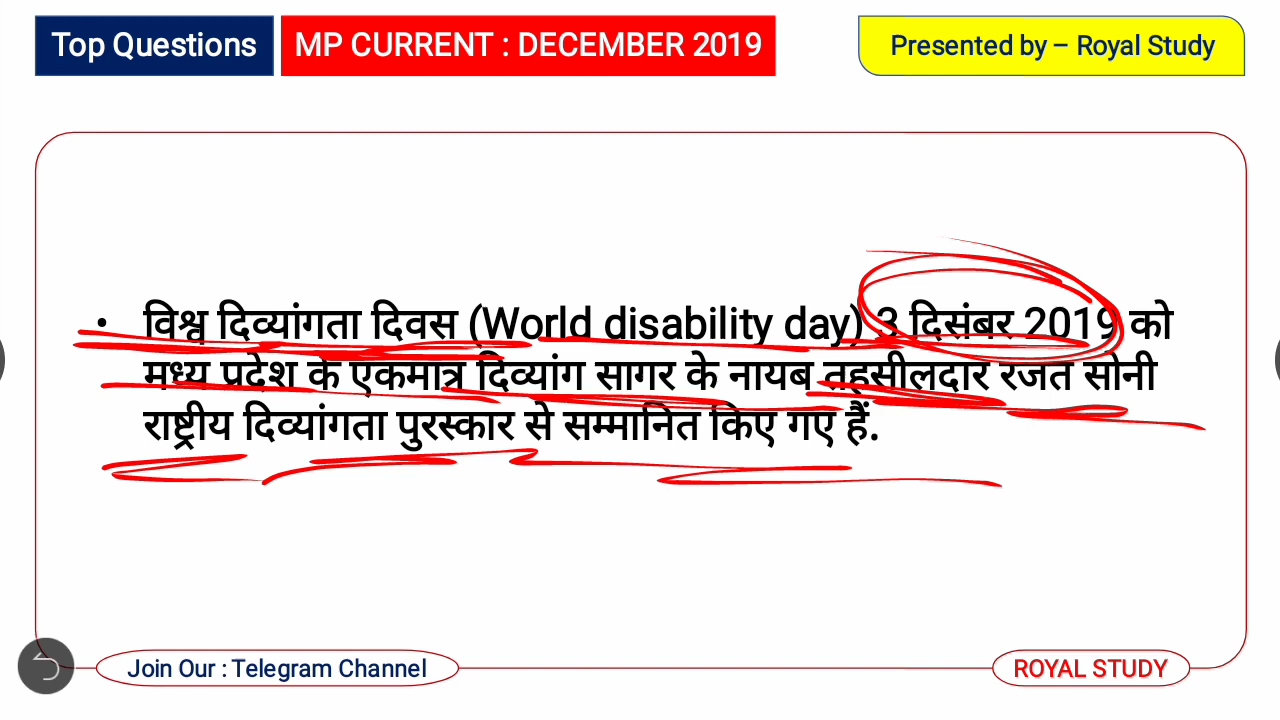 Top Questions
MP CURRENT : DECEMBER 2019
Presented by – Royal Study
• विश्व दिव्यांगता दिवस (World disability day) 3 दिसंबर 2019 को
मध्य प्रदेश के एकमात्र दिव्यांग सागर के नायब तहसीलदार रजत सोनी
राष्ट्रीय दिव्यांगता पुरस्कार से सम्मानित किए गए हैं.
Join Our : Telegram Channel
ROYAL STUDY